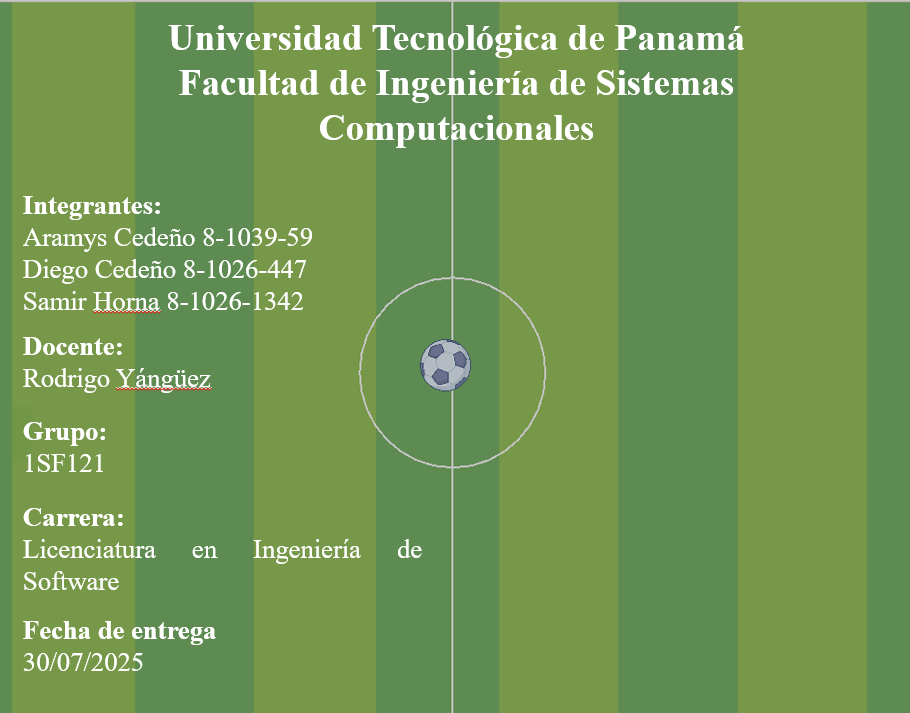 Universidad Tecnológica de Panamá
Facultad de Ingeniería de Sistemas
Computacionales
Integrantes:
Aramys Cedeño 8-1039-59
Diego Cedeño 8-1026-447
Samir Horna 8-1026-1342
Docente:
Rodrigo Yángüez
Grupo:
1SF121
Carrera:
Licenciatura en Ingeniería de
Software
Fecha de entrega
30/07/2025